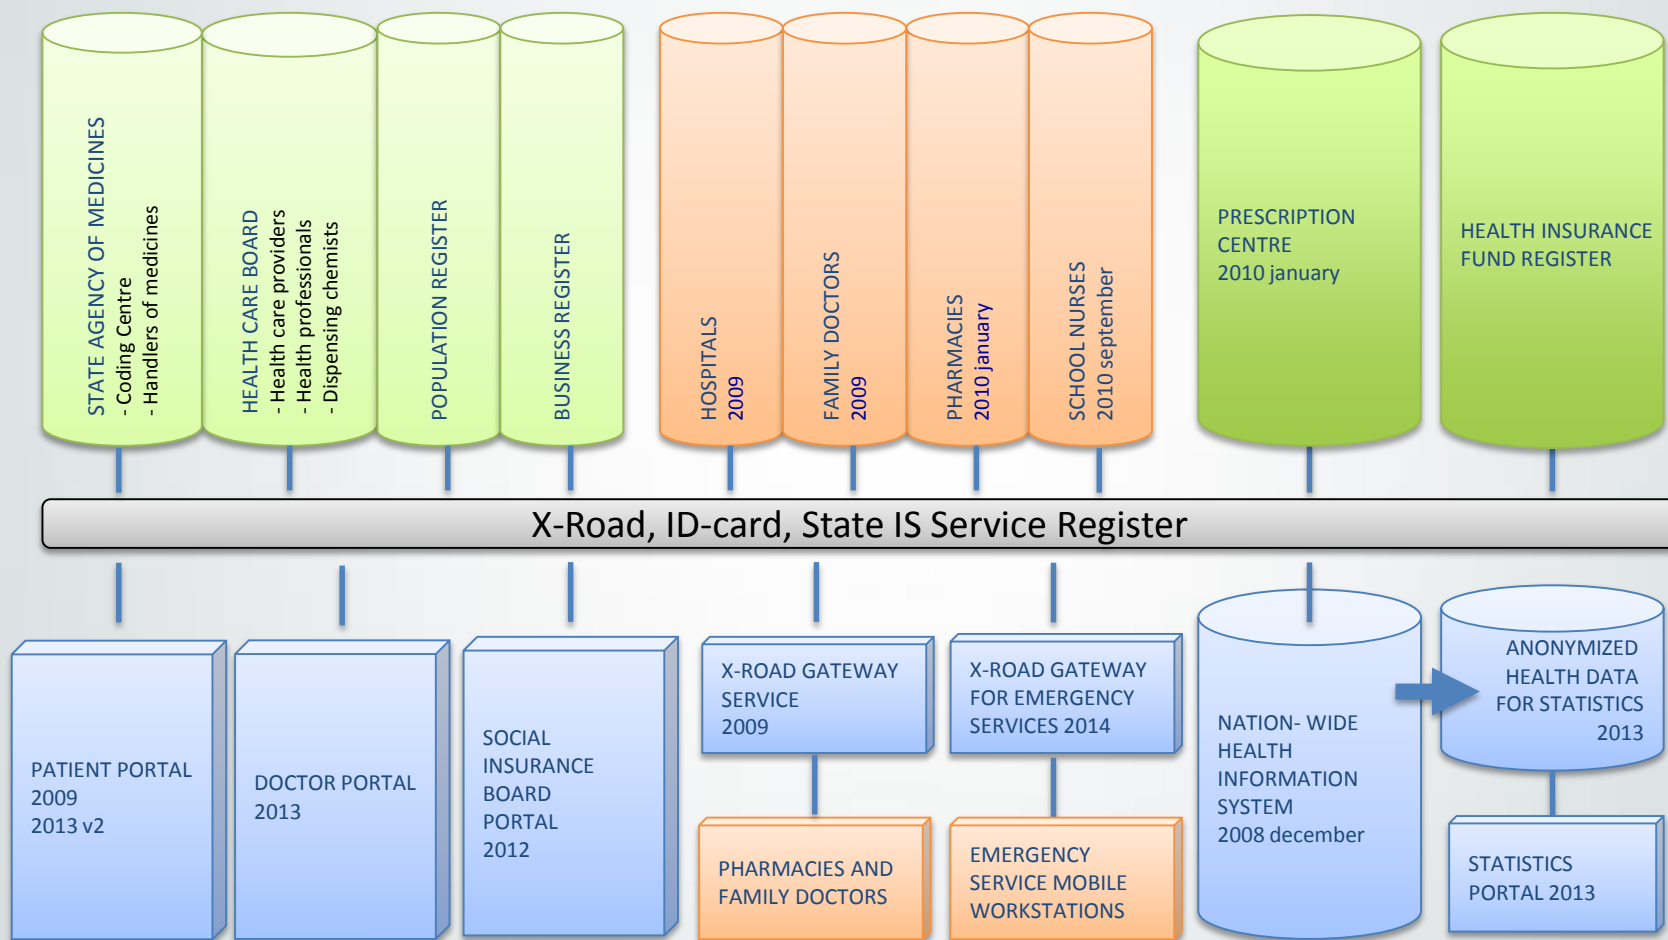 STATE AGENCY OF MEDICINES
- Coding Centre
- Handlers of medicines
HEALTH CARE BOARD
- Health care providers
- Health professionals
- Dispensing chemists
POPULATION REGISTER
BUSINESS REGISTER
HOSPITALS
2009
FAMILY DOCTORS
2009
PHARMACIES
2010 january
SCHOOL NURSES
2010 september
PRESCRIPTION
CENTRE
2010 january
HEALTH INSURANCE
FUND REGISTER
X-Road, ID-card, State IS Service Register
PATIENT PORTAL
2009
2013 v2
DOCTOR PORTAL
2013
SOCIAL
INSURANCE
BOARD
PORTAL
2012
X-ROAD GATEWAY
SERVICE
2009
PHARMACIES AND
FAMILY DOCTORS
X-ROAD GATEWAY
FOR EMERGENCY
SERVICES 2014
EMERGENCY
SERVICE MOBILE
WORKSTATIONS
NATION- WIDE
HEALTH
INFORMATION
SYSTEM
2008 december
ANONYMIZED
HEALTH DATA
FOR STATISTICS
2013
STATISTICS
PORTAL 2013